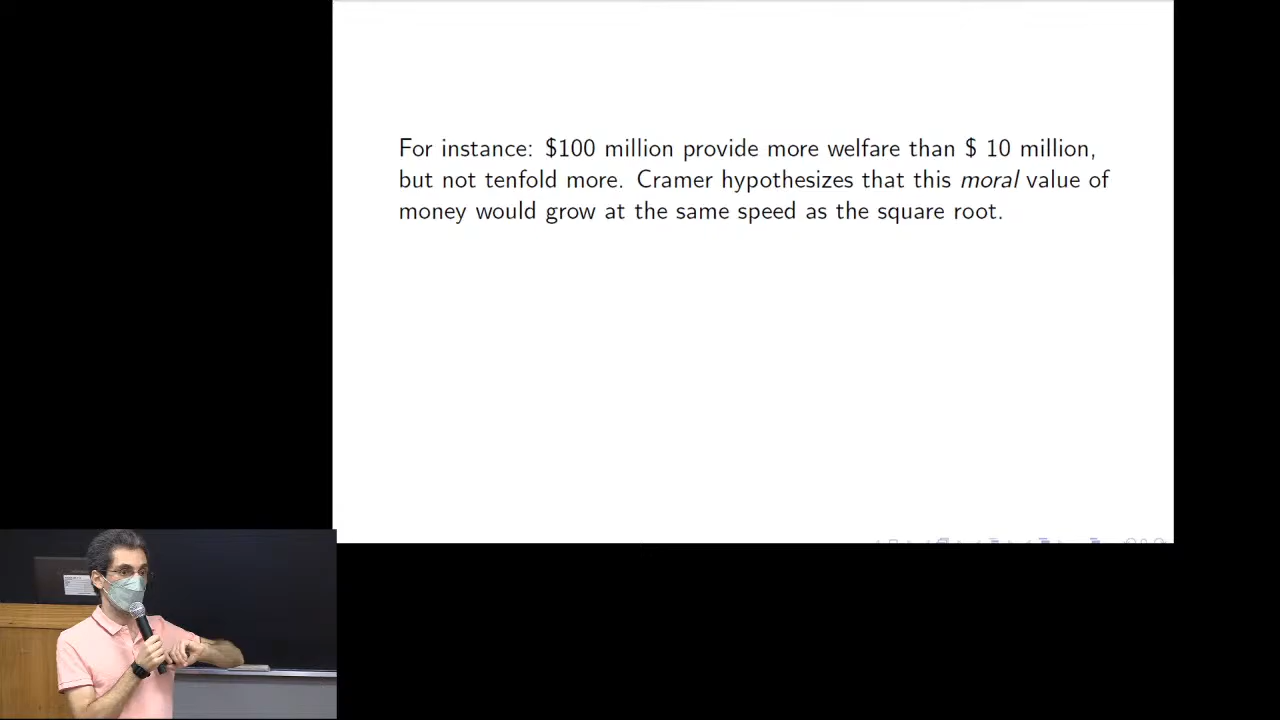 For instance: $100 million provide more welfare than $ 10 million,
but not tenfold more. Cramer hypothesizes that this moral value of
money would grow at the same speed as the square root.